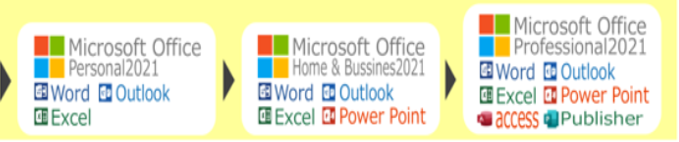 Microsoft Office
Personal2021
Word Outlook
Excel
Microsoft Office
Home & Bussines2021
Word Outlook
Excel Power Point
Microsoft Office
Professional2021
Word Outlook
Excel Power Point
access Publisher